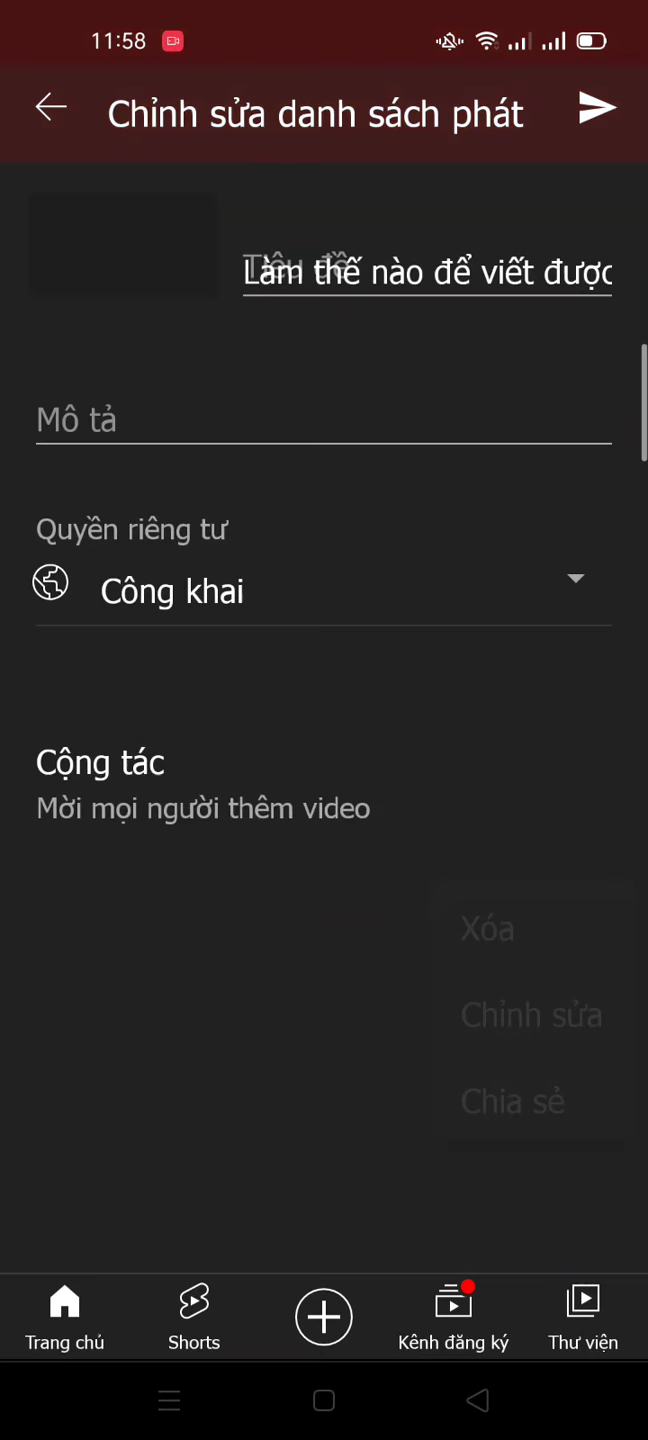 11:58
Chỉnh sửa danh sách phát
Tiêu đề
Làm thế nào để viết được
Mô tả
Quyền riêng tư
Công khai
Cộng tác
Mời mọi người thêm video
Xóa
Chỉnh sửa
Chia sẻ
Trang chủ
Shorts
Kênh đăng ký
Thư viện